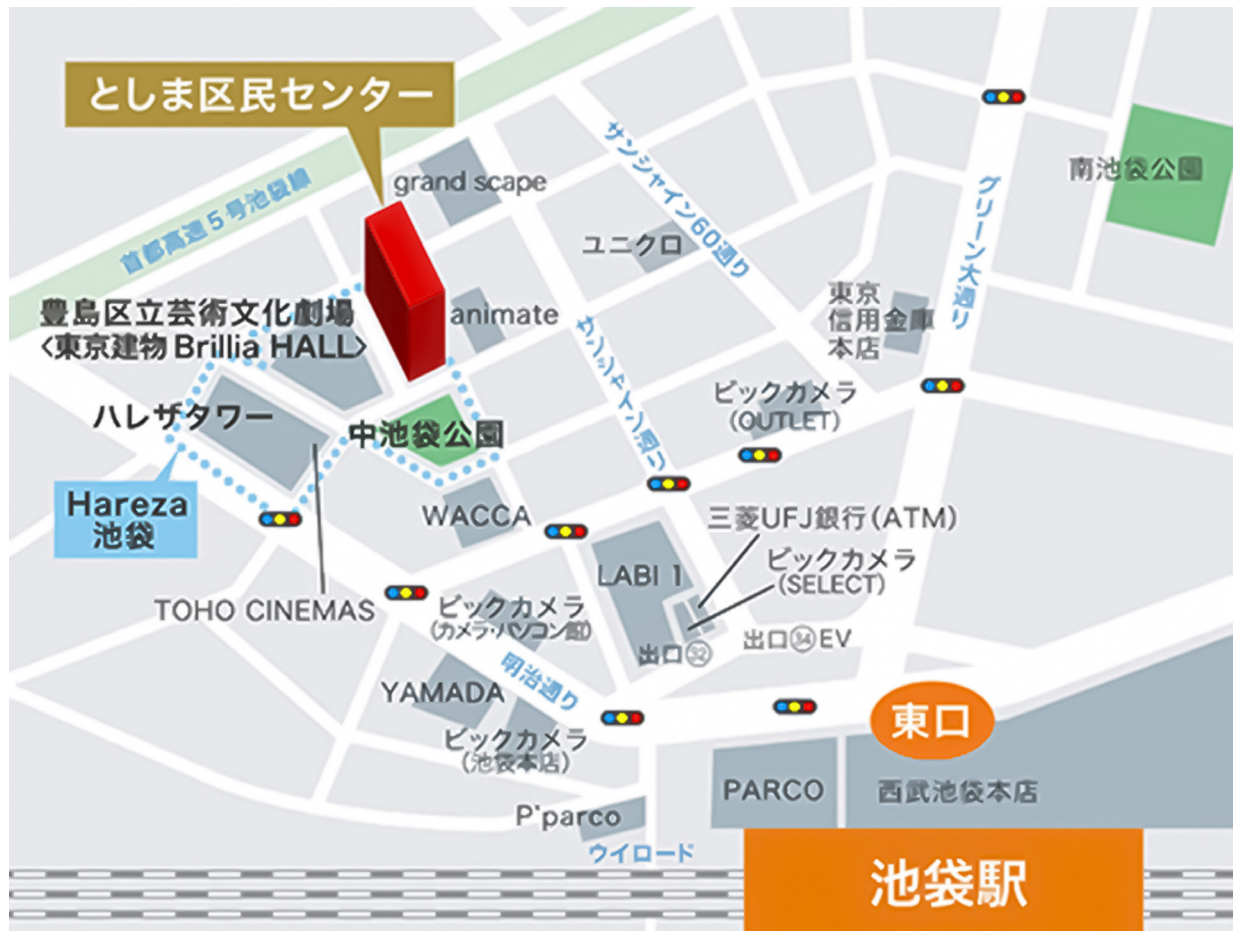 としま区民センター
grand scape
首都高速5号池袋線
サンシャイン60通り
グリーン大通り
南池袋公園
ユニクロ
豊島区立芸術文化劇場
〈東京建物 Brillia HALL〉
animate
サンシャイン通り
東京
信用金庫
本店
ハレザタワー
中池袋公園
ビックカメラ
(OUTLET)
Hareza
池袋
WACCA
三菱UFJ銀行(ATM)
LABI 1
ビックカメラ
(SELECT)
TOHO CINEMAS
ビックカメラ
(カメラ・パソコン館)
出口㉜
出口㉞EV
明治通り
YAMADA
東口
ビックカメラ
(池袋本店)
PARCO
西武池袋本店
P'parco
ウイロード
池袋駅